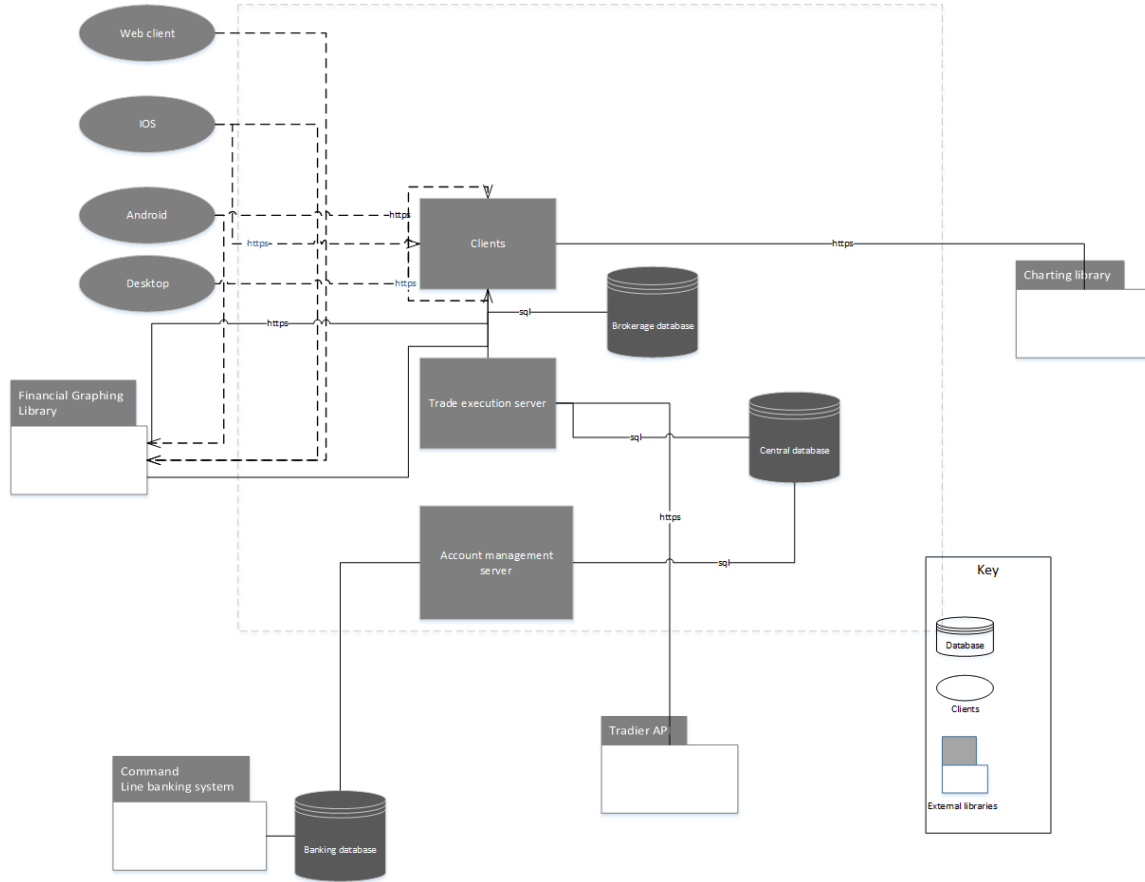 Web client
IOS
Android
https
Clients
https
https
Desktop
https
Charting library
https
sql
Brokerage database
Financial Graphing
Library
Trade execution server
sql
Central database
https
Account management
server
sql
Key
Database
Clients
External libraries
Tradier AP
Command
Line banking system
Banking database